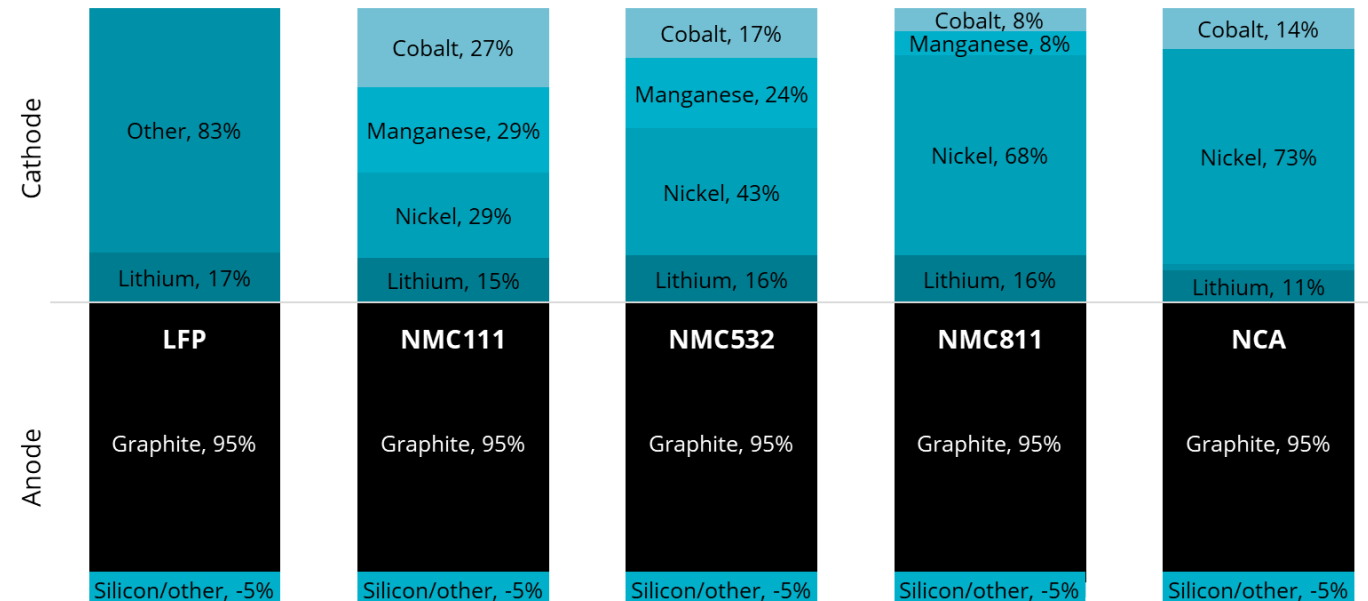 Cathode
Other, 83%
Lithium, 17%
Cobalt, 27%
Manganese, 29%
Nickel, 29%
Lithium, 15%
Cobalt, 17%
Manganese, 24%
Nickel, 43%
Lithium, 16%
Cobalt, 8%
Manganese, 8%
Nickel, 68%
Lithium, 16%
Cobalt, 14%
Nickel, 73%
Lithium, 11%
LFP
NMC111
NMC532
NMC811
NCA
Anode
Graphite, 95%
Graphite, 95%
Graphite, 95%
Graphite, 95%
Graphite, 95%
Silicon/other, -5%
Silicon/other, -5%
Silicon/other, -5%
Silicon/other, -5%
Silicon/other, -5%